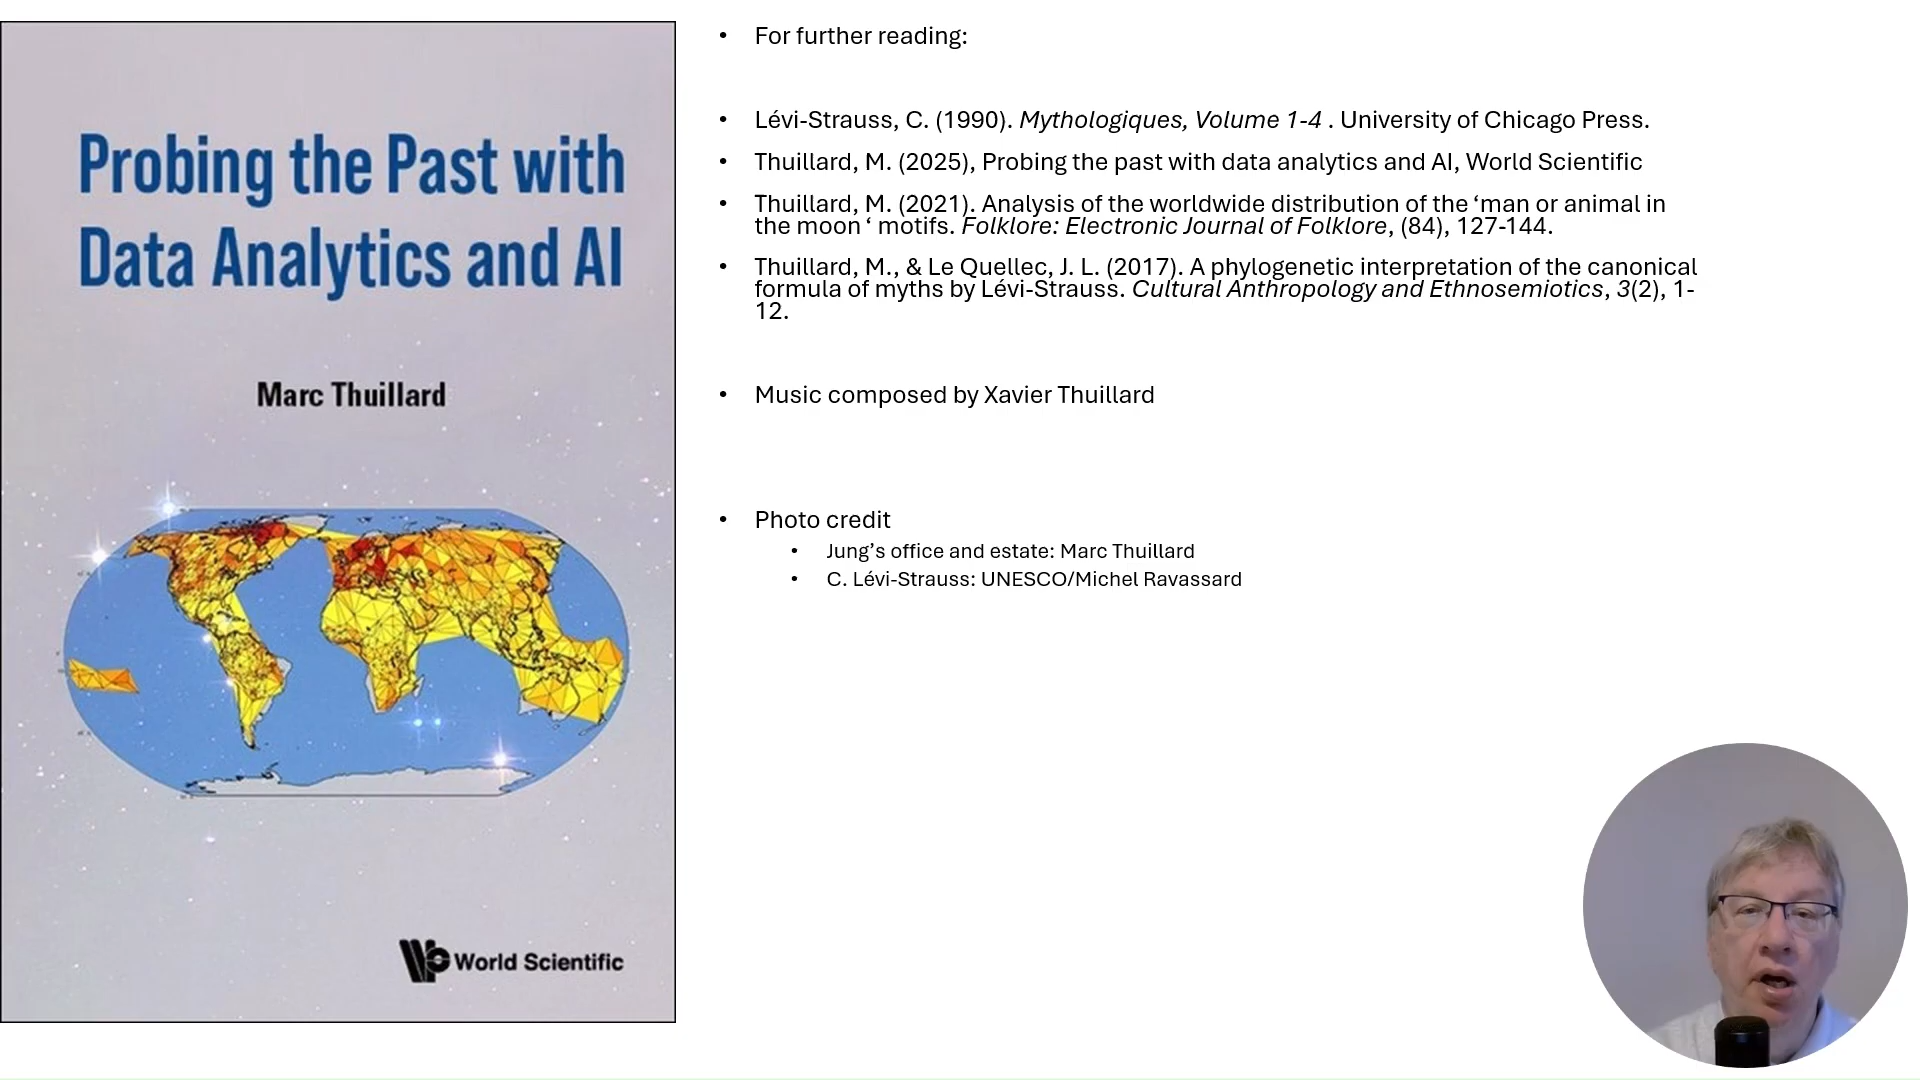 Probing the Past with
Data Analytics and AI
Marc Thuillard
World Scientific
• For further reading:
• Lévi-Strauss, C. (1990). Mythologiques, Volume 1-4 . University of Chicago Press.
• Thuillard, M. (2025), Probing the past with data analytics and AI, World Scientific
• Thuillard, M. (2021). Analysis of the worldwide distribution of the ‘man or animal in
the moon ‘ motifs. Folklore: Electronic Journal of Folklore, (84), 127-144.
• Thuillard, M., & Le Quellec, J. L. (2017). A phylogenetic interpretation of the canonical
formula of myths by Lévi-Strauss. Cultural Anthropology and Ethnosemiotics, 3(2), 1-
12.
• Music composed by Xavier Thuillard
• Photo credit
• Jung’s office and estate: Marc Thuillard
• C. Lévi-Strauss: UNESCO/Michel Ravassard